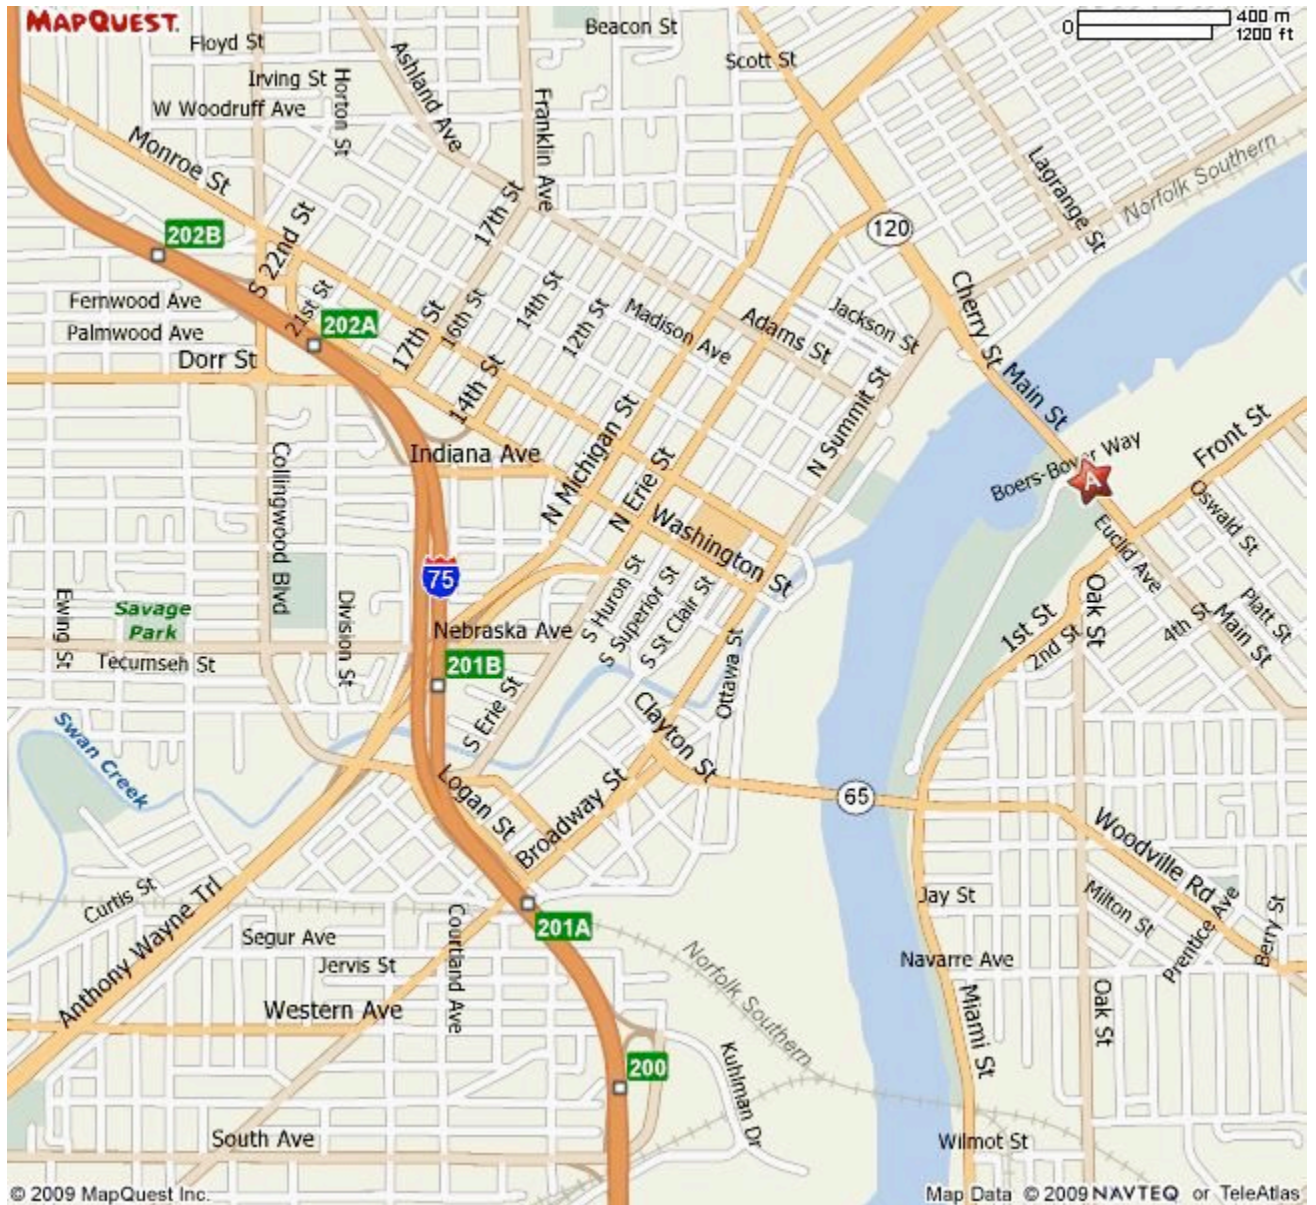 MAPQUEST.
Floyd St
Beacon St
0
400 m
1200 ft
Irving St
Horton St
Ashland Ave
Scott St
W Woodruff Ave
Franklin Ave
Monroe St
Lagrange St
Norfolk Southern
17th St
202B
S 22nd St
120
Fernwood Ave
21st St
14th St
Cherry St
Palmwood Ave
202A
17th St
16th St
12th St
Madison Ave
Adams St
Jackson St
Dorr St
14th St
Main St
N Michigan St
N Summit St
Front St
Indiana Ave
Collingwood Blvd
N Erie St
Boers-Boyer Way
A
Oswald St
Washington St
Euclid Ave
75
Ewing St
Savage
Park
Division St
Nebraska Ave
S Huron St
S Superior St
S St Clair St
Oak St
Platt St
1st St
2nd St
4th St
Main St
Tecumseh St
201B
Ottawa St
S Erie St
Swan Creek
Clayton St
Logan St
Broadway St
65
Woodville Rd
Curtis St
Anthony Wayne Trl
Jay St
Milton St
Prentice Ave
Berry St
Segur Ave
Courtland Ave
201A
Jervis St
Norfolk Southern
Navarre Ave
Western Ave
Miami St
Oak St
200
Kuhlman Dr
South Ave
Wilmot St
© 2009 MapQuest Inc.
Map Data © 2009 NAVTEQ or TeleAtlas